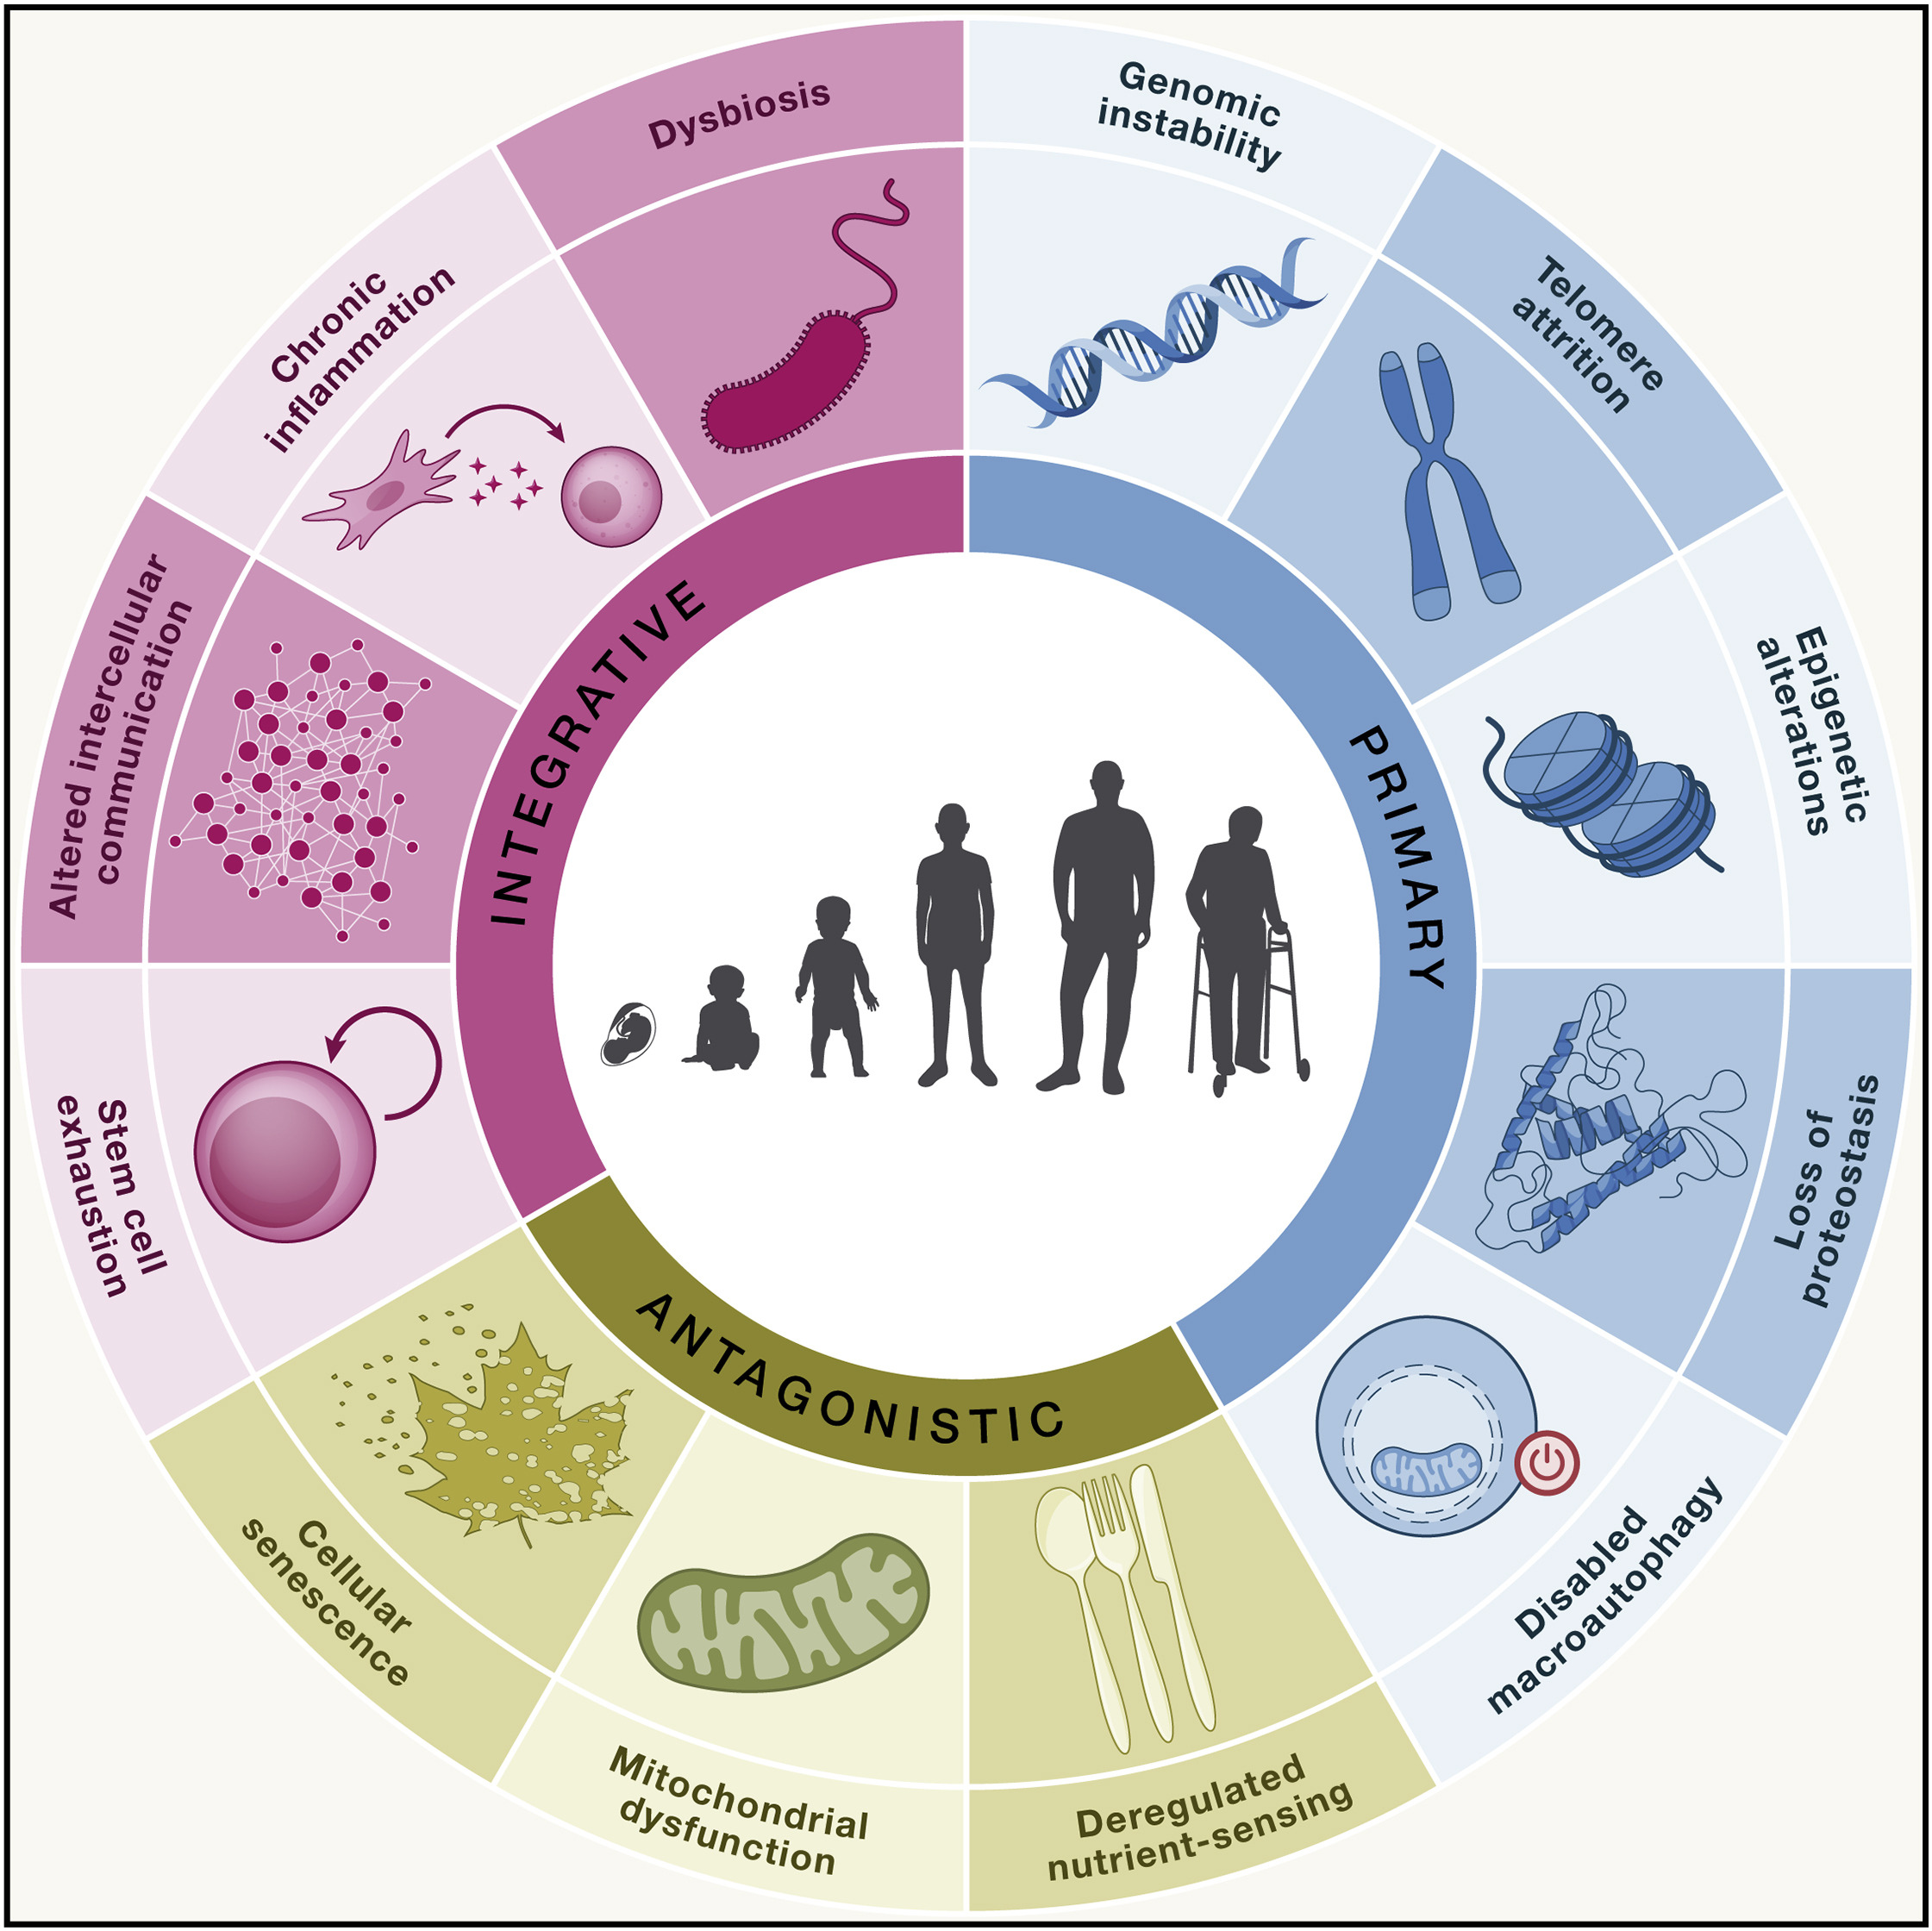 Genomic
instability
Telomere
attrition
Epigenetic
alterations
Loss of
proteostasis
Disabled
macroautophagy
Deregulated
nutrient-sensing
Mitochondrial
dysfunction
Cellular
senescence
Stem cell
exhaustion
Altered intercellular
communication
Chronic
inflammation
Dysbiosis
PRIMARY
ANTAGONISTIC
INTEGRATIVE